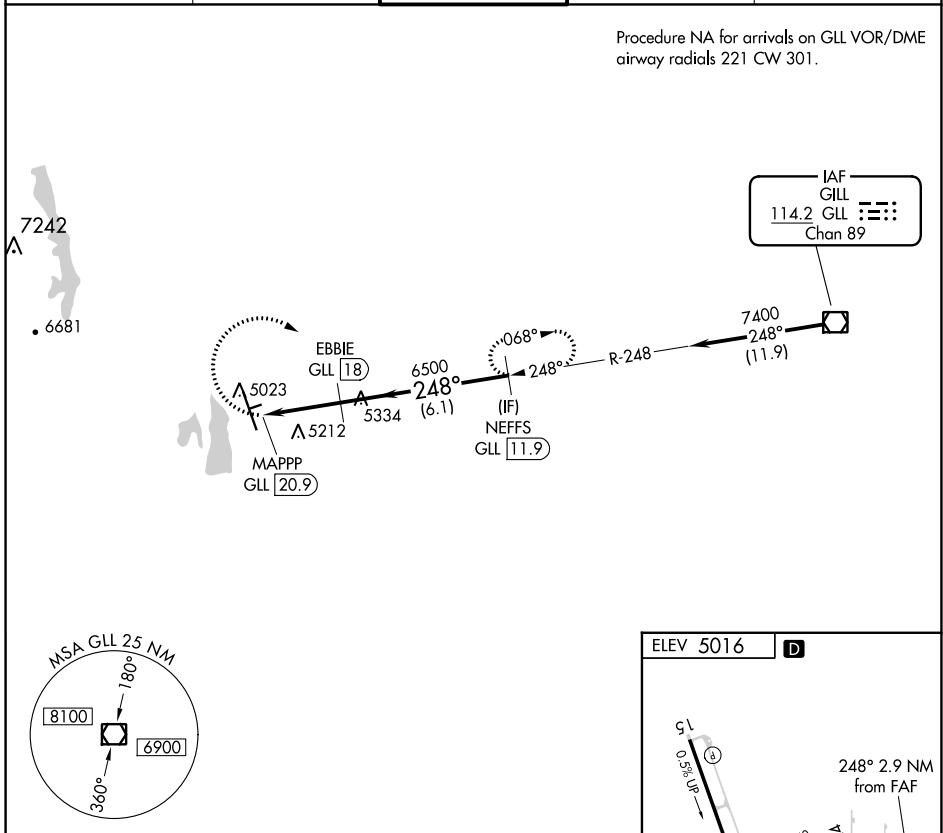 Procedure NA for arrivals on GLL VOR/DME
airway radials 221 CW 301.
IAF
GILL
114.2 GLL
Chan 89
7242
6681
7400
248°
(11.9)
R-248
068°
248°
EBBIE
GLL 18
6500
248°
(6.1)
(IF)
NEFFS
GLL 11.9
5023
5334
5212
MAPPP
GLL 20.9
MSA GLL 25 NM
180°
8100
6900
360°
ELEV 5016
D
15
P
0.5% UP
248° 2.9 NM
from FAF
A